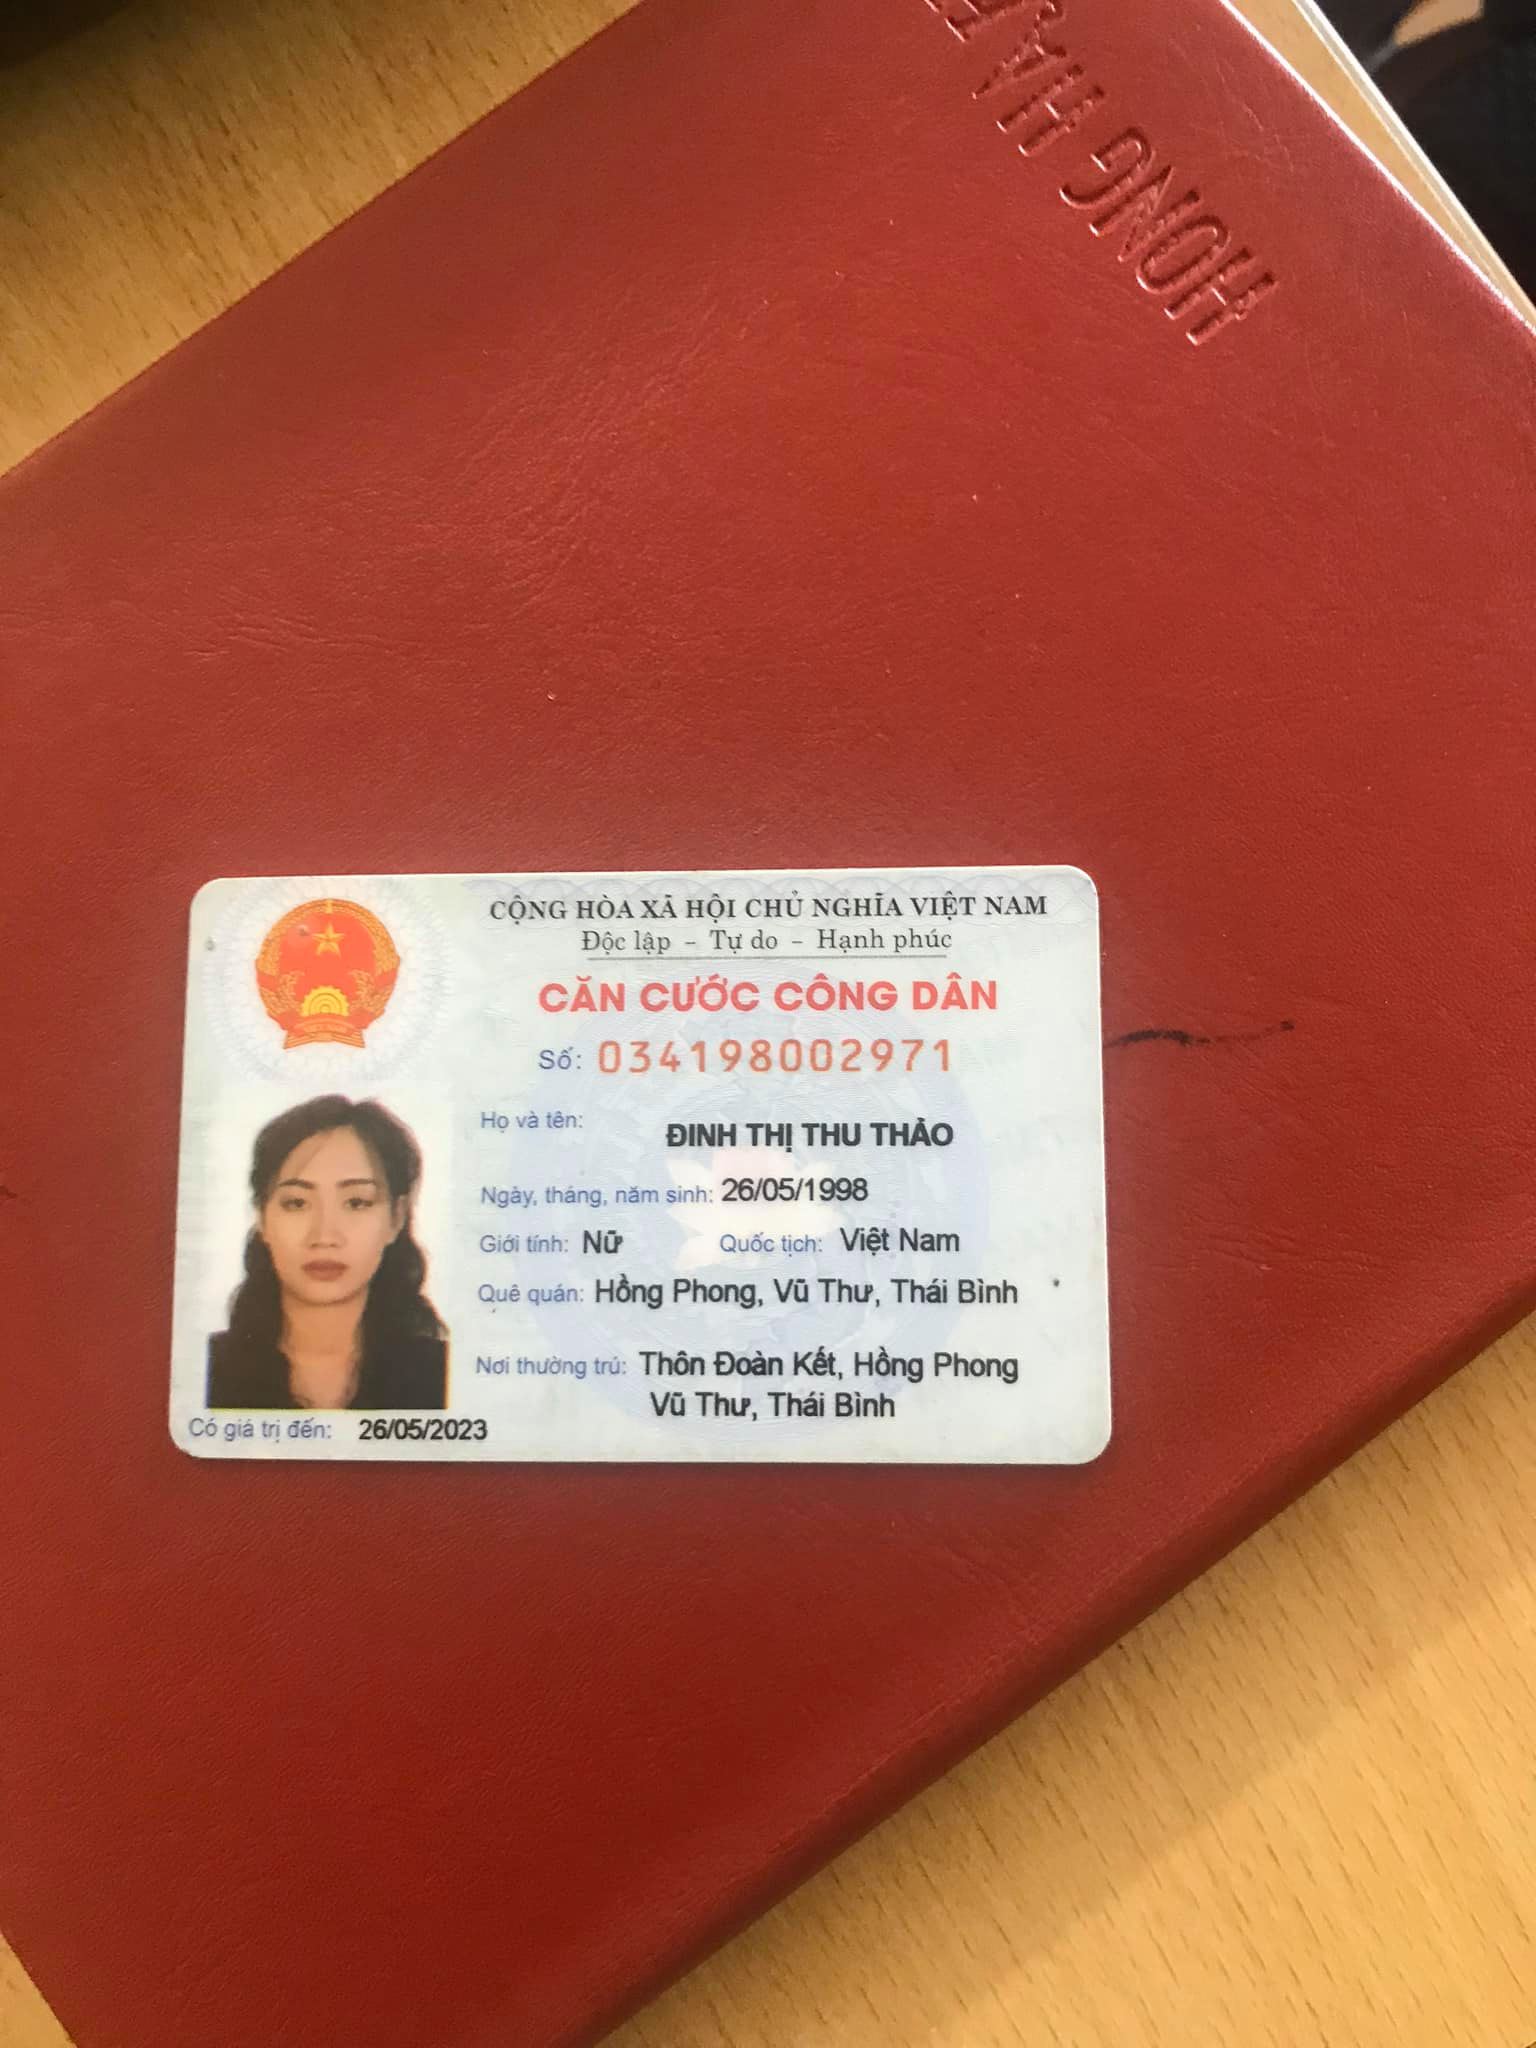 HONG HA
CỘNG HÒA XÃ HỘI CHỦ NGHĨA VIỆT NAM
Độc lập - Tự do - Hạnh phúc
CĂN CƯỚC CÔNG DÂN
Số: 034198002971
Họ và tên: ĐINH THỊ THU THẢO
Ngày, tháng, năm sinh: 26/05/1998
Giới tính: Nữ Quốc tịch: Việt Nam
Quê quán: Hồng Phong, Vũ Thư, Thái Bình
Nơi thường trú: Thôn Đoàn Kết, Hồng Phong
Vũ Thư, Thái Bình
Có giá trị đến: 26/05/2023